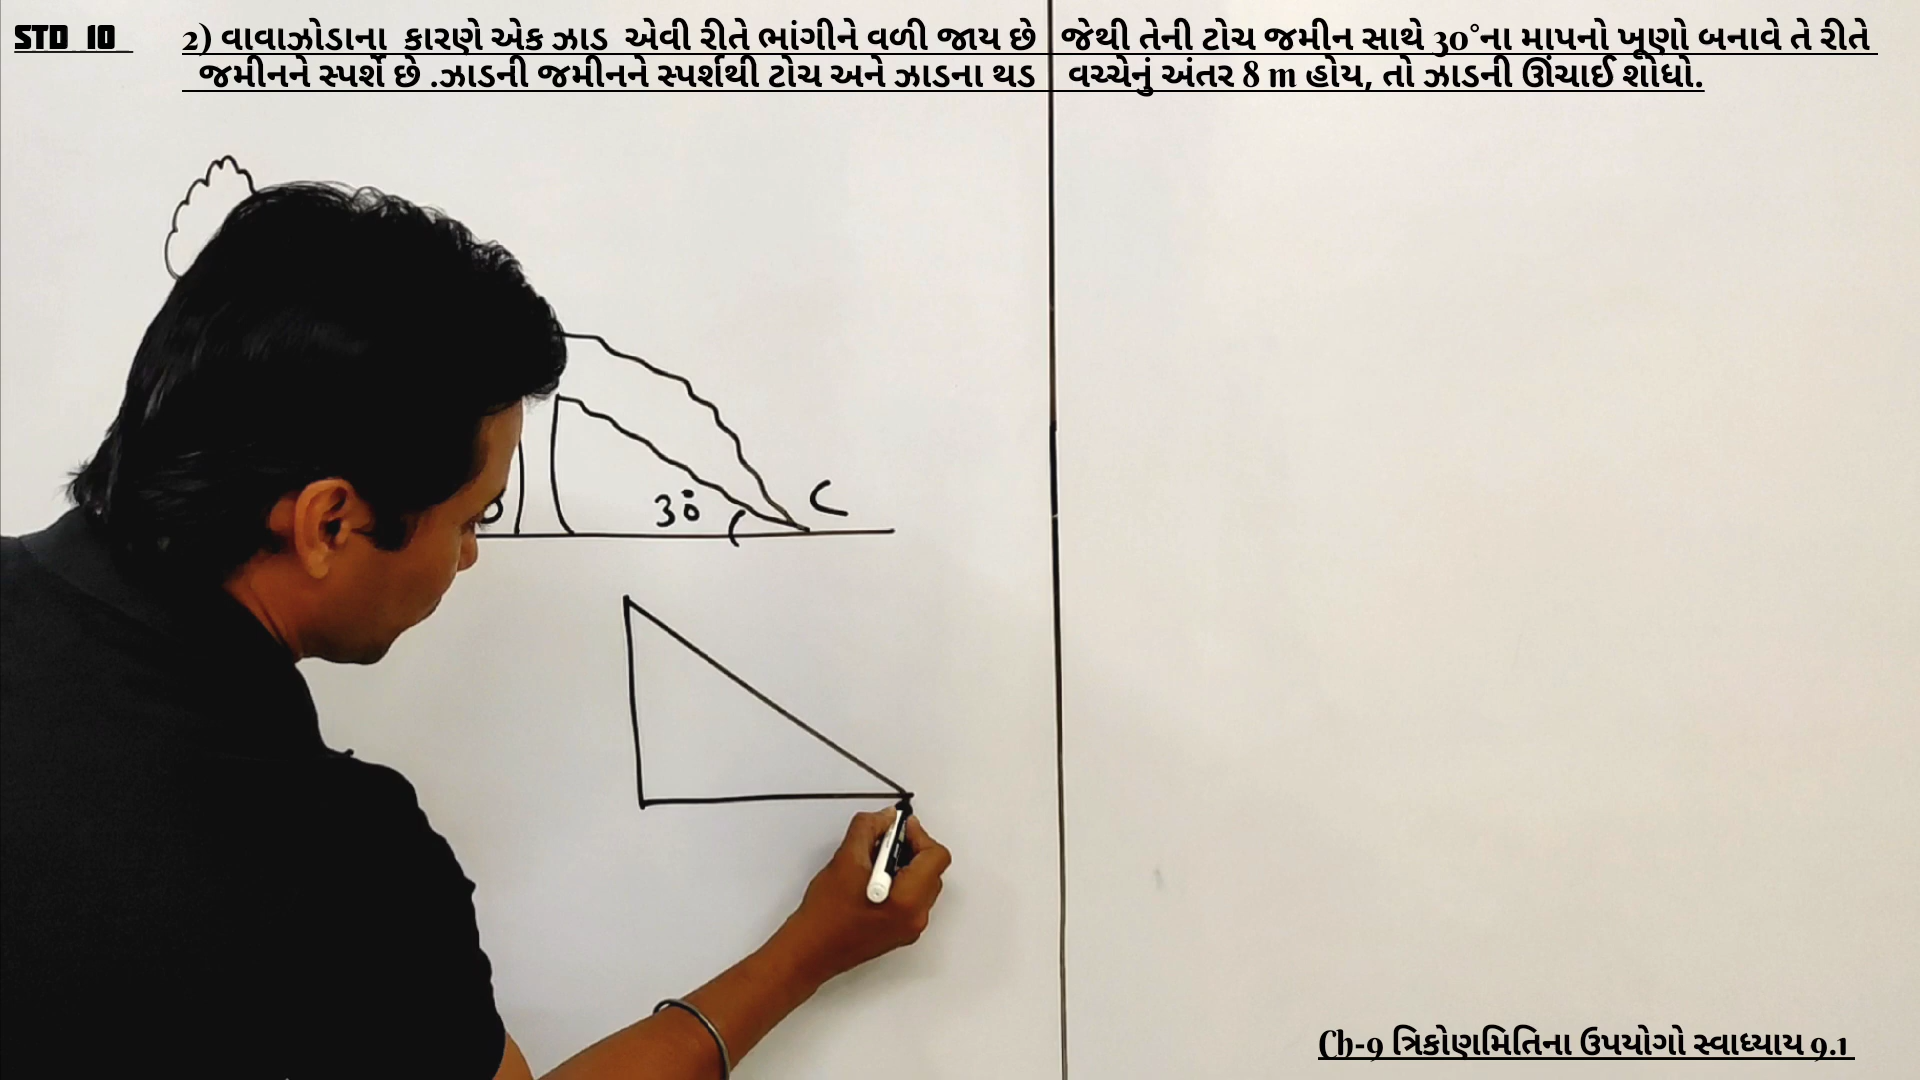 STD 10
2) વાવાઝોડાના કારણે એક ઝાડ એવી રીતે ભાંગીને વળી જાય છે જેથી તેની ટોચ જમીન સાથે 30°ના માપનો ખૂણો બનાવે તે રીતે
જમીનને સ્પર્શે છે .ઝાડની જમીનને સ્પર્શથી ટોચ અને ઝાડના થડ વચ્ચેનું અંતર 8 m હોય, તો ઝાડની ઊંચાઈ શોધો.
30° C
Ch-9 ત્રિકોણમિતિના ઉપયોગો સ્વાધ્યાય 9.1